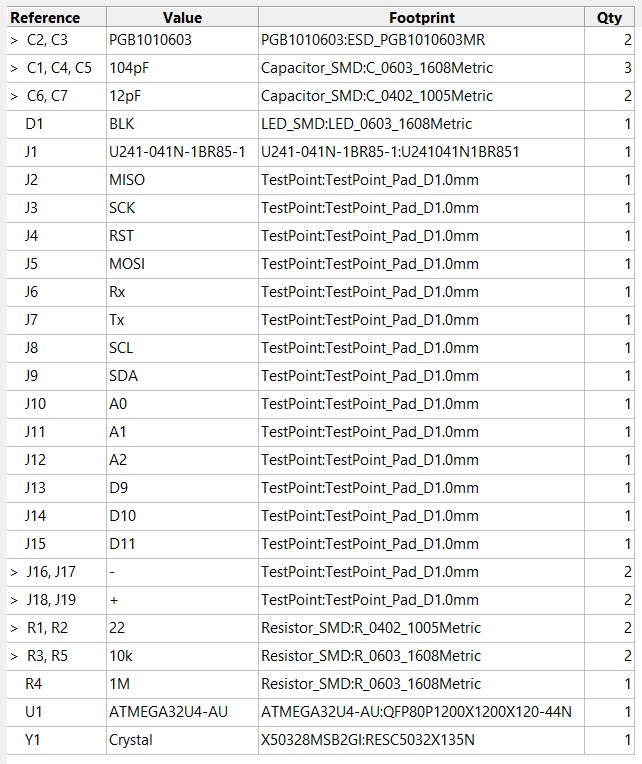 Reference Value Footprint Qty
> C2, C3 PGB1010603 PGB1010603:ESD_PGB1010603MR 2
> C1, C4, C5 104pF Capacitor_SMD:C_0603_1608Metric 3
> C6, C7 12pF Capacitor_SMD:C_0402_1005Metric 2
D1 BLK LED_SMD:LED_0603_1608Metric 1
J1 U241-041N-1BR85-1 U241-041N-1BR85-1:U241041N1BR851 1
J2 MISO TestPoint:TestPoint_Pad_D1.0mm 1
J3 SCK TestPoint:TestPoint_Pad_D1.0mm 1
J4 RST TestPoint:TestPoint_Pad_D1.0mm 1
J5 MOSI TestPoint:TestPoint_Pad_D1.0mm 1
J6 Rx TestPoint:TestPoint_Pad_D1.0mm 1
J7 Tx TestPoint:TestPoint_Pad_D1.0mm 1
J8 SCL TestPoint:TestPoint_Pad_D1.0mm 1
J9 SDA TestPoint:TestPoint_Pad_D1.0mm 1
J10 A0 TestPoint:TestPoint_Pad_D1.0mm 1
J11 A1 TestPoint:TestPoint_Pad_D1.0mm 1
J12 A2 TestPoint:TestPoint_Pad_D1.0mm 1
J13 D9 TestPoint:TestPoint_Pad_D1.0mm 1
J14 D10 TestPoint:TestPoint_Pad_D1.0mm 1
J15 D11 TestPoint:TestPoint_Pad_D1.0mm 1
> J16, J17 - TestPoint:TestPoint_Pad_D1.0mm 2
> J18, J19 + TestPoint:TestPoint_Pad_D1.0mm 2
> R1, R2 22 Resistor_SMD:R_0402_1005Metric 2
> R3, R5 10k Resistor_SMD:R_0603_1608Metric 2
R4 1M Resistor_SMD:R_0603_1608Metric 1
U1 ATMEGA32U4-AU ATMEGA32U4-AU:QFP80P1200X1200X120-44N 1
Y1 Crystal X50328MSB2GI:RESC5032X135N 1